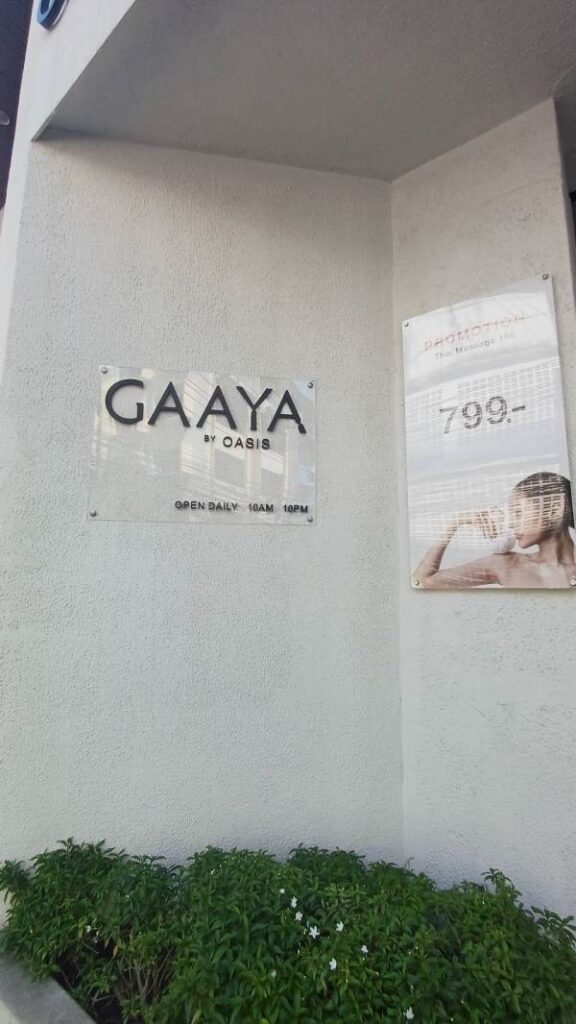 GAAYA
BY OASIS
OPEN DAILY 10AM 10PM
PROMOTION
Thai Massage 1hr.
799.-